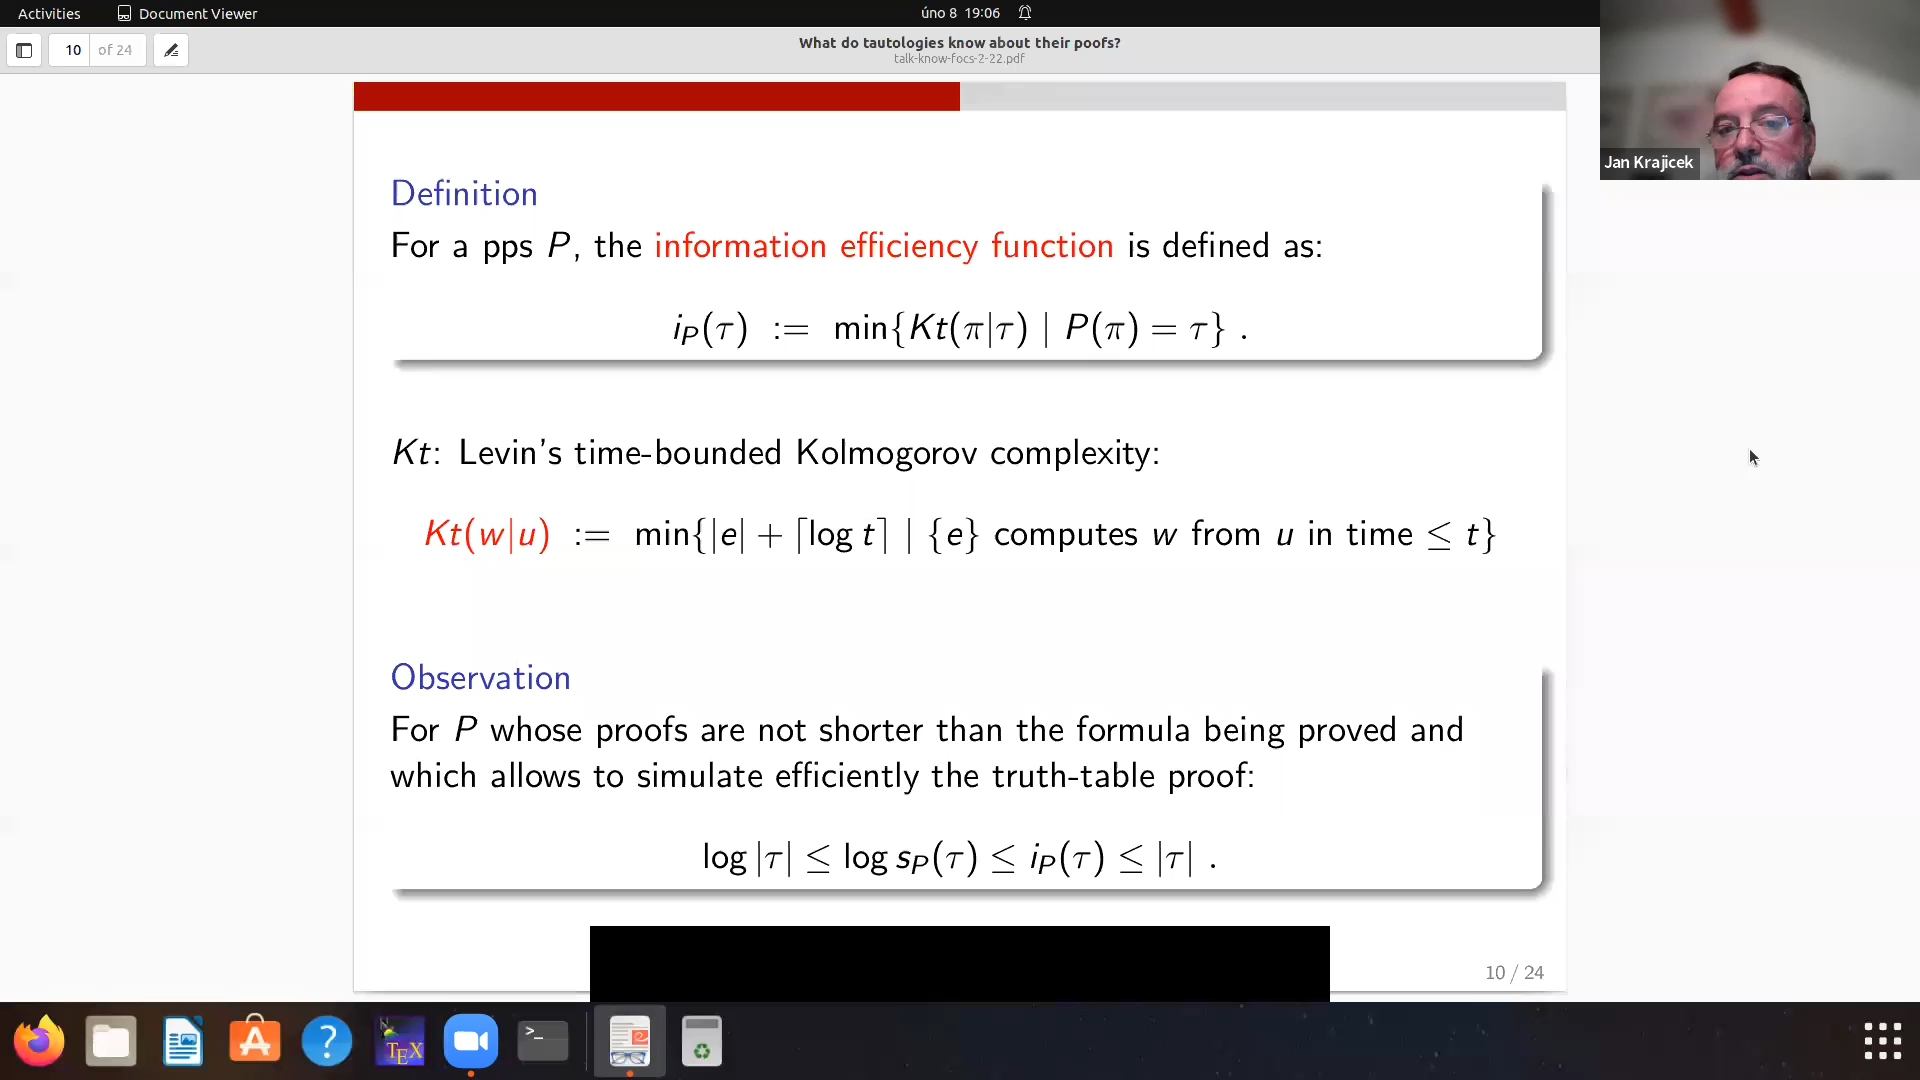 Activities
Document Viewer
úno 8 19:06
10 of 24
What do tautologies know about their poofs?
talk-know-focs-2-22.pdf
Jan Krajicek
Definition
For a pps P, the information efficiency function is defined as:
i_P(τ) := min{Kt(π|τ) | P(π) = τ} .
Kt: Levin's time-bounded Kolmogorov complexity:
Kt(w|u) := min{|e| + ⌈log t⌉ | {e} computes w from u in time ≤ t}
Observation
For P whose proofs are not shorter than the formula being proved and
which allows to simulate efficiently the truth-table proof:
log |τ| ≤ log s_P(τ) ≤ i_P(τ) ≤ |τ| .
10 / 24
TEX